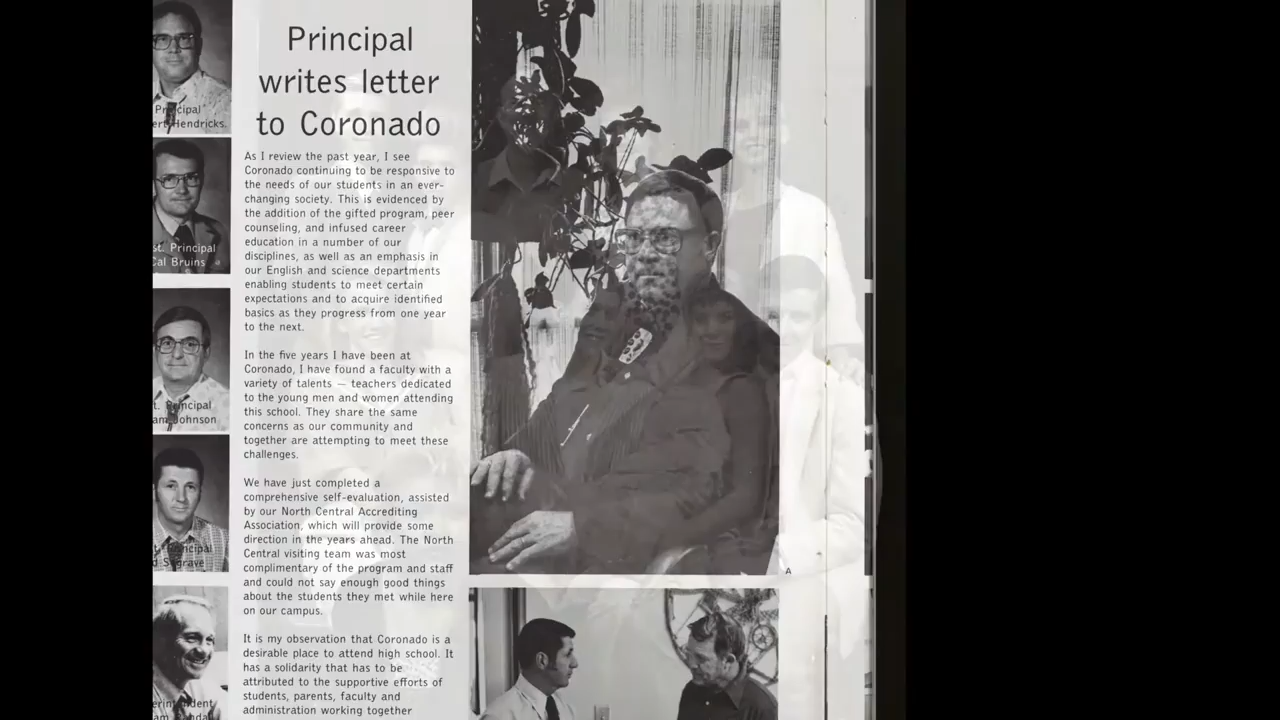 Principal
writes letter
to Coronado
As I review the past year, I see
Coronado continuing to be responsive to
the needs of our students in an ever-
changing society. This is evidenced by
the addition of the gifted program, peer
counseling, and infused career
education in a number of our
disciplines, as well as an emphasis in
our English and science departments
enabling students to meet certain
expectations and to acquire identified
basics as they progress from one year
to the next.
In the five years I have been at
Coronado, I have found a faculty with a
variety of talents — teachers dedicated
to the young men and women attending
this school. They share the same
concerns as our community and
together are attempting to meet these
challenges.
We have just completed a
comprehensive self-evaluation, assisted
by our North Central Accrediting
Association, which will provide some
direction in the years ahead. The North
Central visiting team was most
complimentary of the program and staff
and could not say enough good things
about the students they met while here
on our campus.
It is my observation that Coronado is a
desirable place to attend high school. It
has a solidarity that has to be
attributed to the supportive efforts of
students, parents, faculty and
administration working together
Principal
ert Hendricks
st. Principal
Cal Bruins
t. Principal
am Johnson
Principal
A